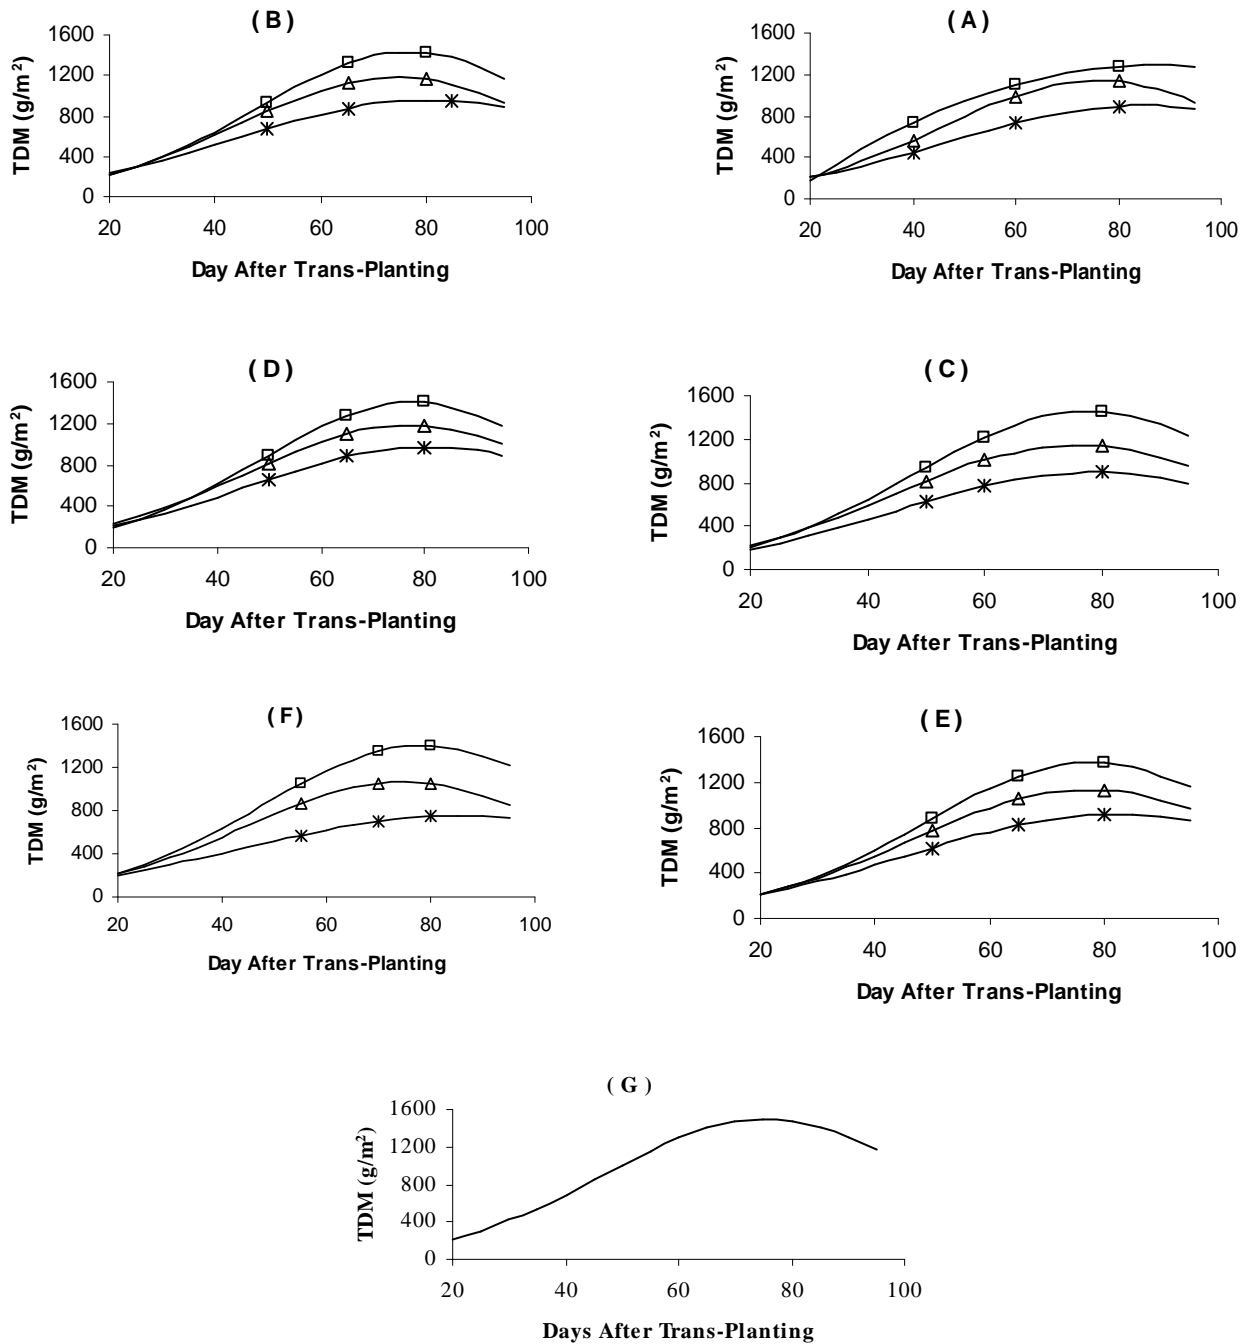 ( B )
TDM (g/m²)
1600
1200
800
400
0
20 40 60 80 100
Day After Trans-Planting
( A )
TDM (g/m²)
1600
1200
800
400
0
20 40 60 80 100
Day After Trans-Planting
( D )
TDM (g/m²)
1600
1200
800
400
0
20 40 60 80 100
Day After Trans-Planting
( C )
TDM (g/m²)
1600
1200
800
400
0
20 40 60 80 100
Day After Trans-Planting
( F )
TDM (g/m²)
1600
1200
800
400
0
20 40 60 80 100
Day After Trans-Planting
( E )
TDM (g/m²)
1600
1200
800
400
0
20 40 60 80 100
Day After Trans-Planting
( G )
TDM (g/m²)
1600
1200
800
400
0
20 40 60 80 100
Days After Trans-Planting